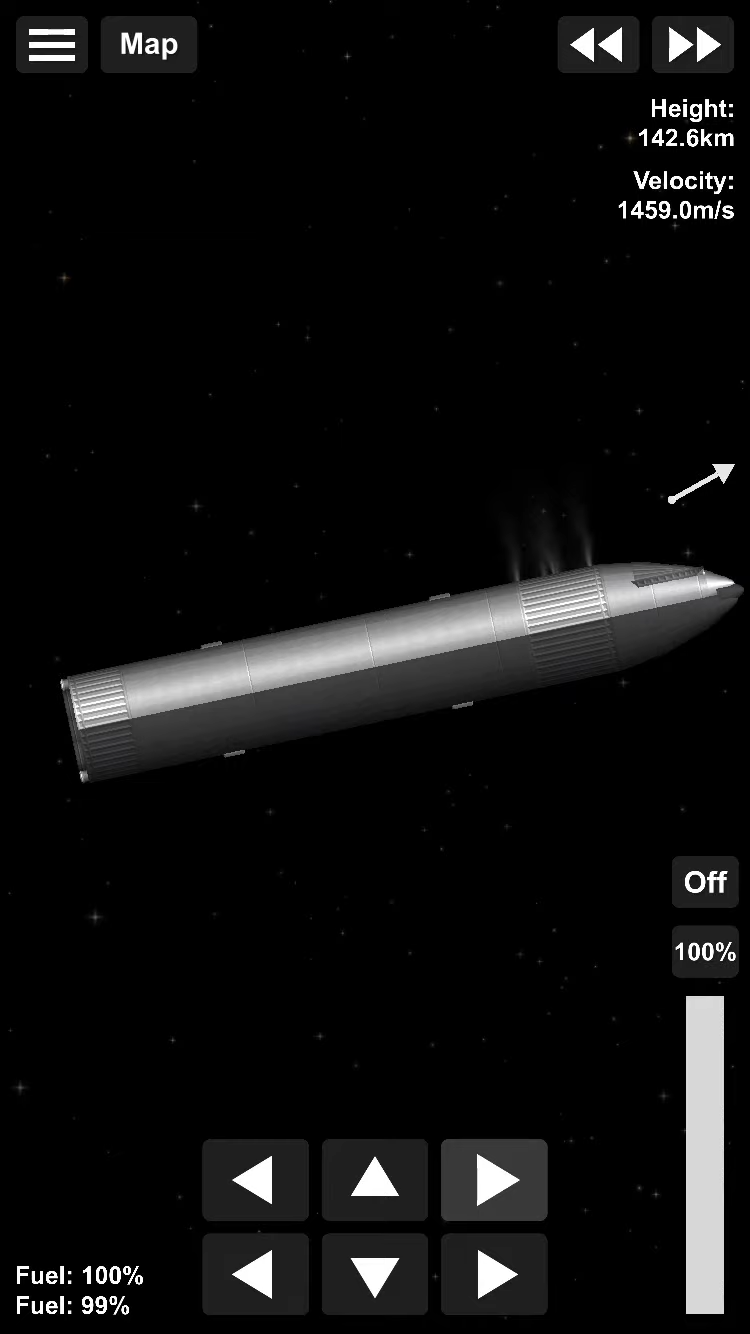 Map
Height:
142.6km
Velocity:
1459.0m/s
Off
100%
Fuel: 100%
Fuel: 99%